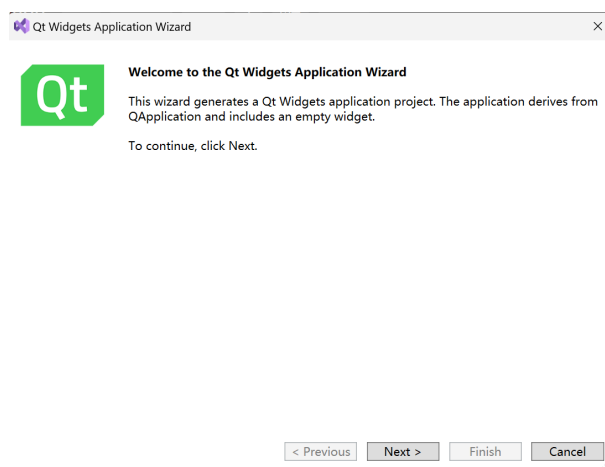 Qt Widgets Application Wizard
Qt
Welcome to the Qt Widgets Application Wizard
This wizard generates a Qt Widgets application project. The application derives from
QApplication and includes an empty widget.
To continue, click Next.
< Previous Next > Finish Cancel